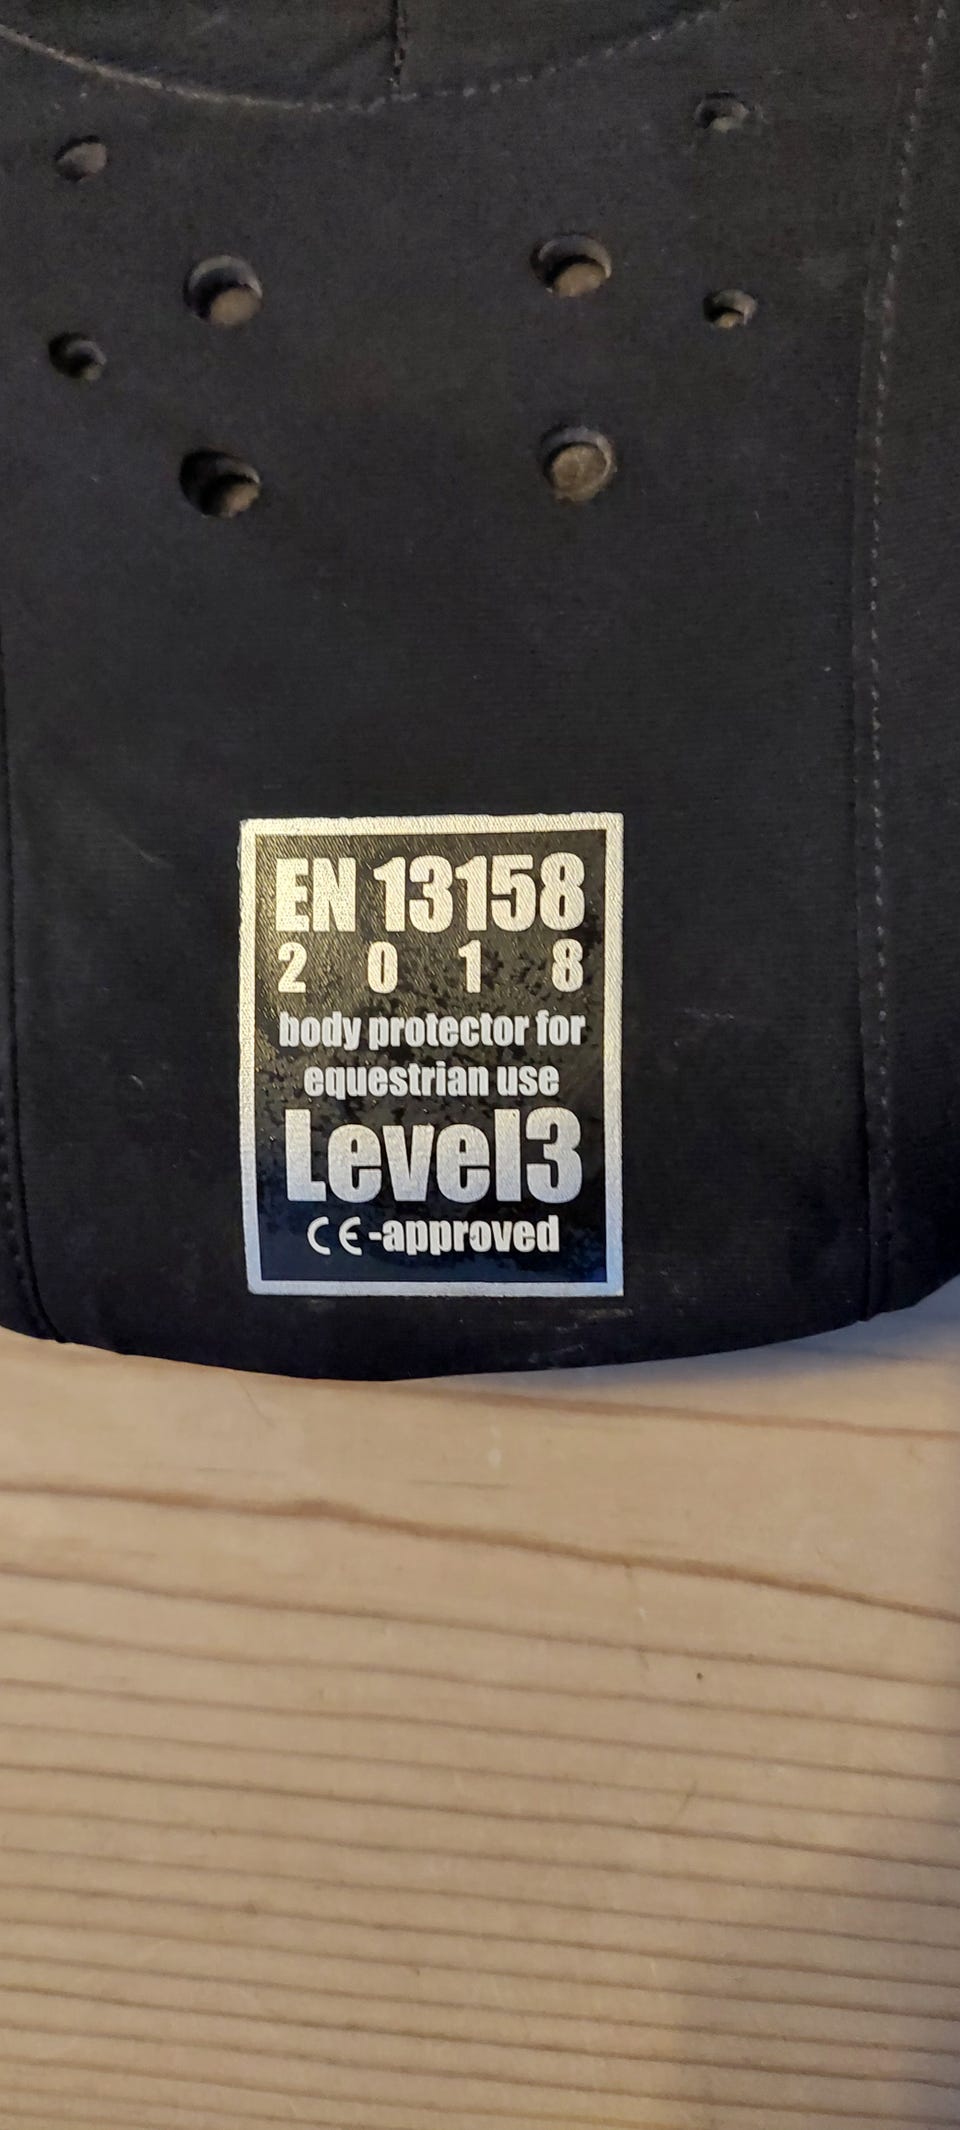 EN 13158
2 0 1 8
body protector for
equestrian use
Level3
CE-approved